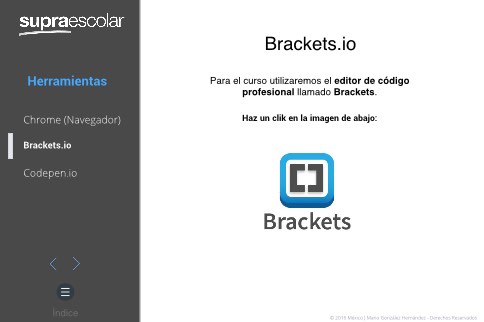 supraescolar
Herramientas
Chrome (Navegador)
Brackets.io
Codepen.io
Índice
Brackets.io
Para el curso utilizaremos el editor de código
profesional llamado Brackets.
Haz un clik en la imagen de abajo:
Brackets
© 2016 México | Mario González Hernández - Derechos Reservados